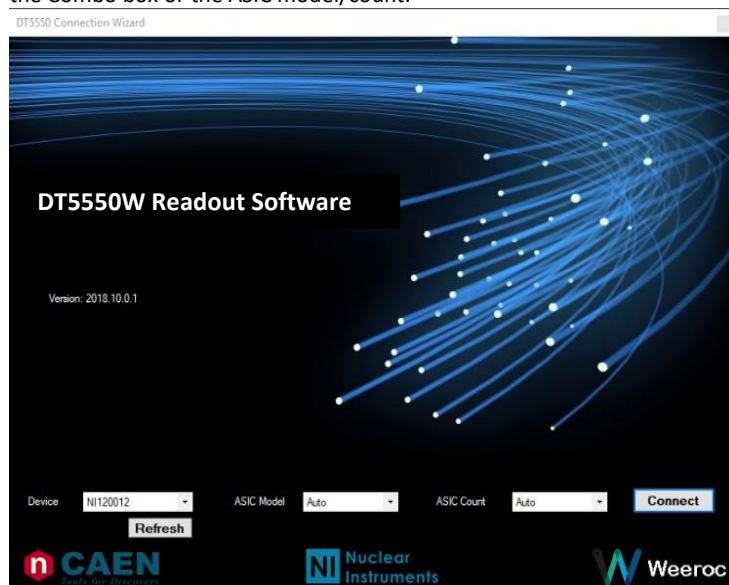 the Combo box of the ASIC model/count.
DT5550 Connection Wizard
DT5550W Readout Software
Version: 2018.10.0.1
Device NI120012 ASIC Model Auto ASIC Count Auto Connect
Refresh
n CAEN
Tools for Discovery
NI Nuclear
Instruments
W Weeroc